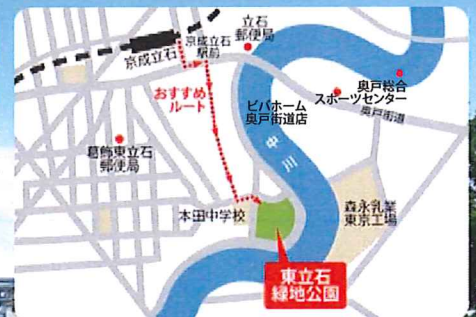 立石
郵便局
京成立石
京成立石
駅前
おすすめ
ルート
奥戸総合
スポーツセンター
ビバホーム
奥戸街道店
奥戸街道
葛飾東立石
郵便局
中川
本田中学校
森永乳業
東京工場
東立石
緑地公園